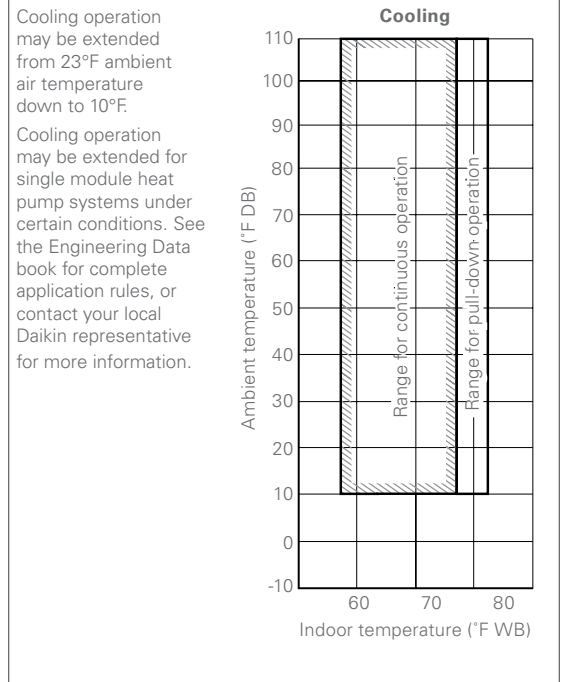 Cooling operation
may be extended
from 23°F ambient
air temperature
down to 10°F.
Cooling operation
may be extended for
single module heat
pump systems under
certain conditions. See
the Engineering Data
book for complete
application rules, or
contact your local
Daikin representative
for more information.
Cooling
Ambient temperature (°F DB)
110
100
90
80
70
60
50
40
30
20
10
0
-10
Range for continuous operation
Range for pull-down operation
60 70 80
Indoor temperature (°F WB)